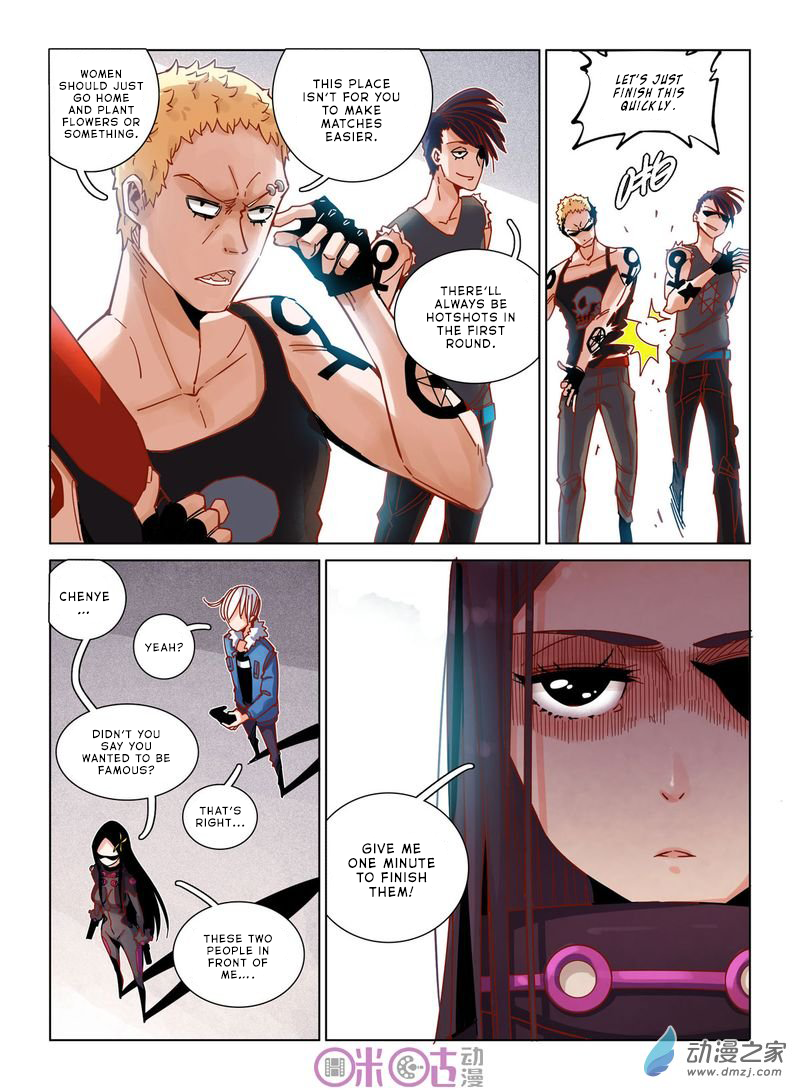 WOMEN
SHOULD JUST
GO HOME
AND PLANT
FLOWERS OR
SOMETHING.
THIS PLACE
ISN'T FOR YOU
TO MAKE
MATCHES
EASIER.
THERE'LL
ALWAYS BE
HOTSHOTS
IN THE FIRST
ROUND.
LET'S JUST
FINISH THIS
QUICKLY.
CHENYE
...
YEAH?
DIDN'T YOU
SAY YOU
WANTED TO BE
FAMOUS?
THAT'S
RIGHT...
THESE TWO
PEOPLE IN
FRONT OF
ME....
GIVE ME
ONE MINUTE
TO FINISH
THEM!
咪咕动漫
动漫之家
www.dmzj.com